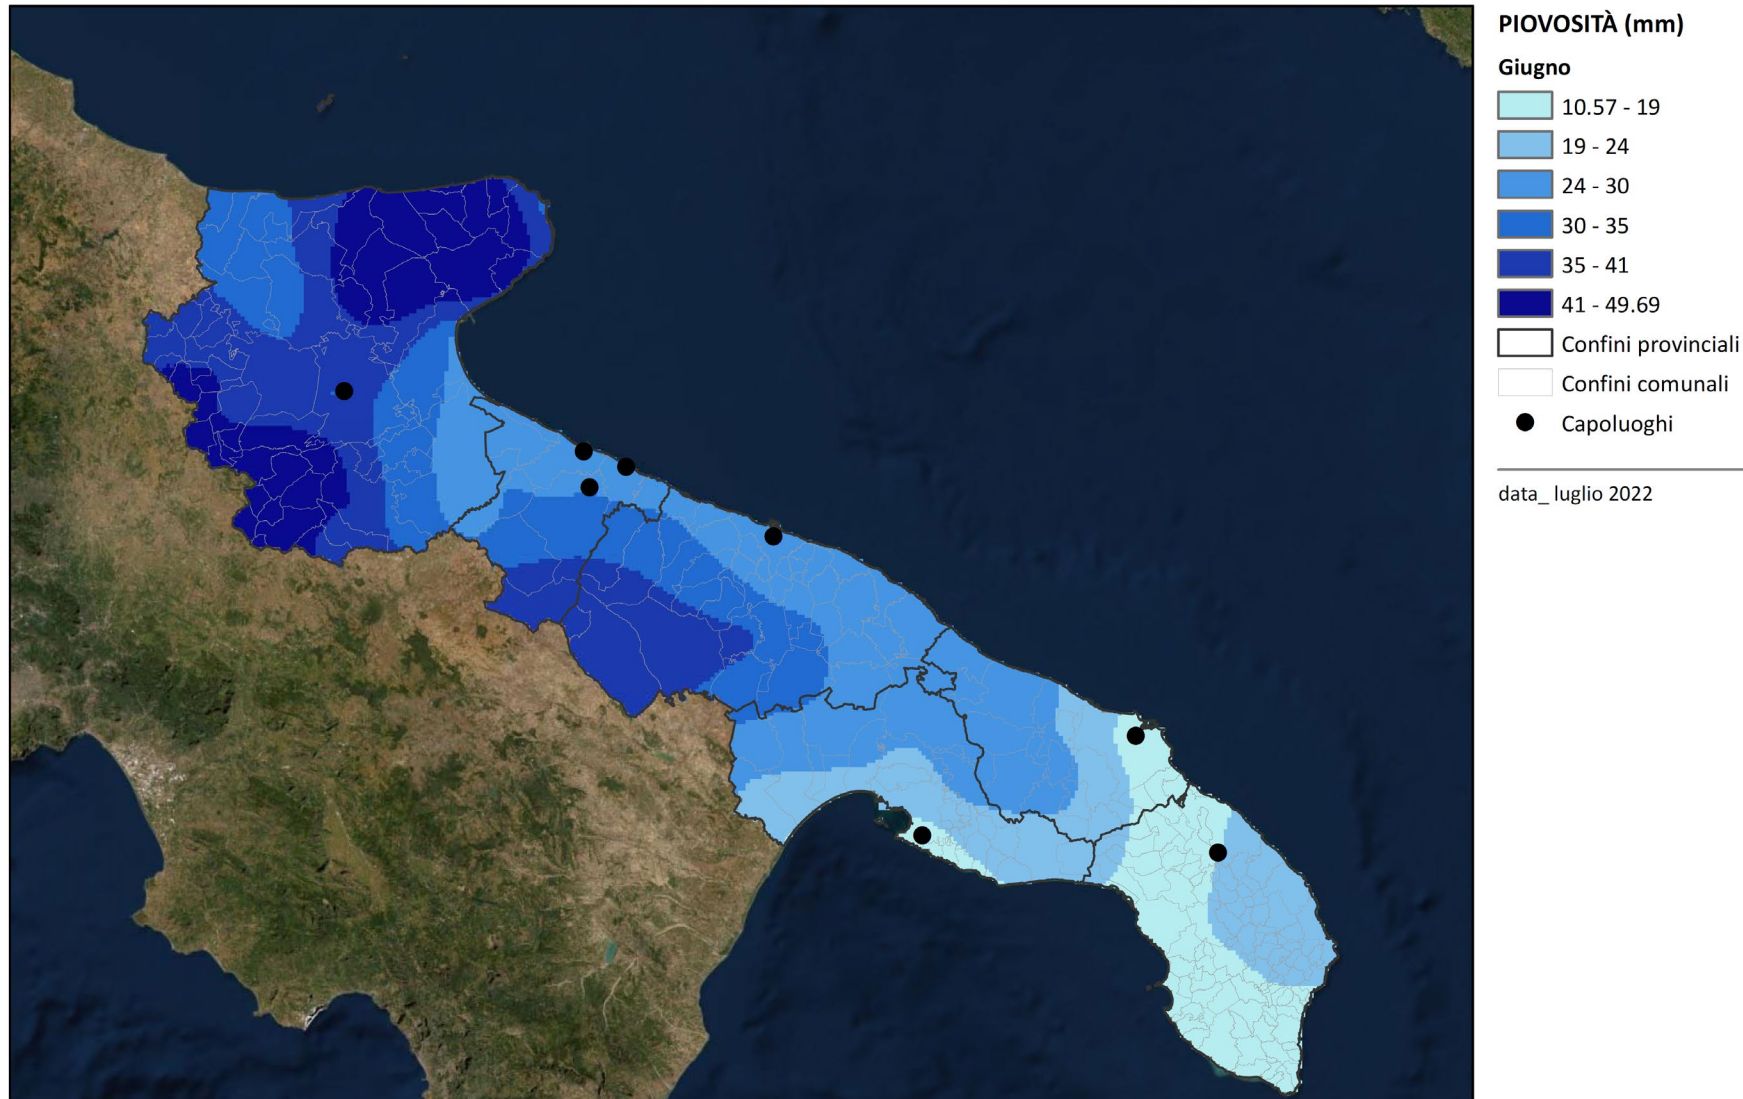 PIOVOSITÀ (mm)
Giugno
10.57 - 19
19 - 24
24 - 30
30 - 35
35 - 41
41 - 49.69
Confini provinciali
Confini comunali
Capoluoghi
data_ luglio 2022